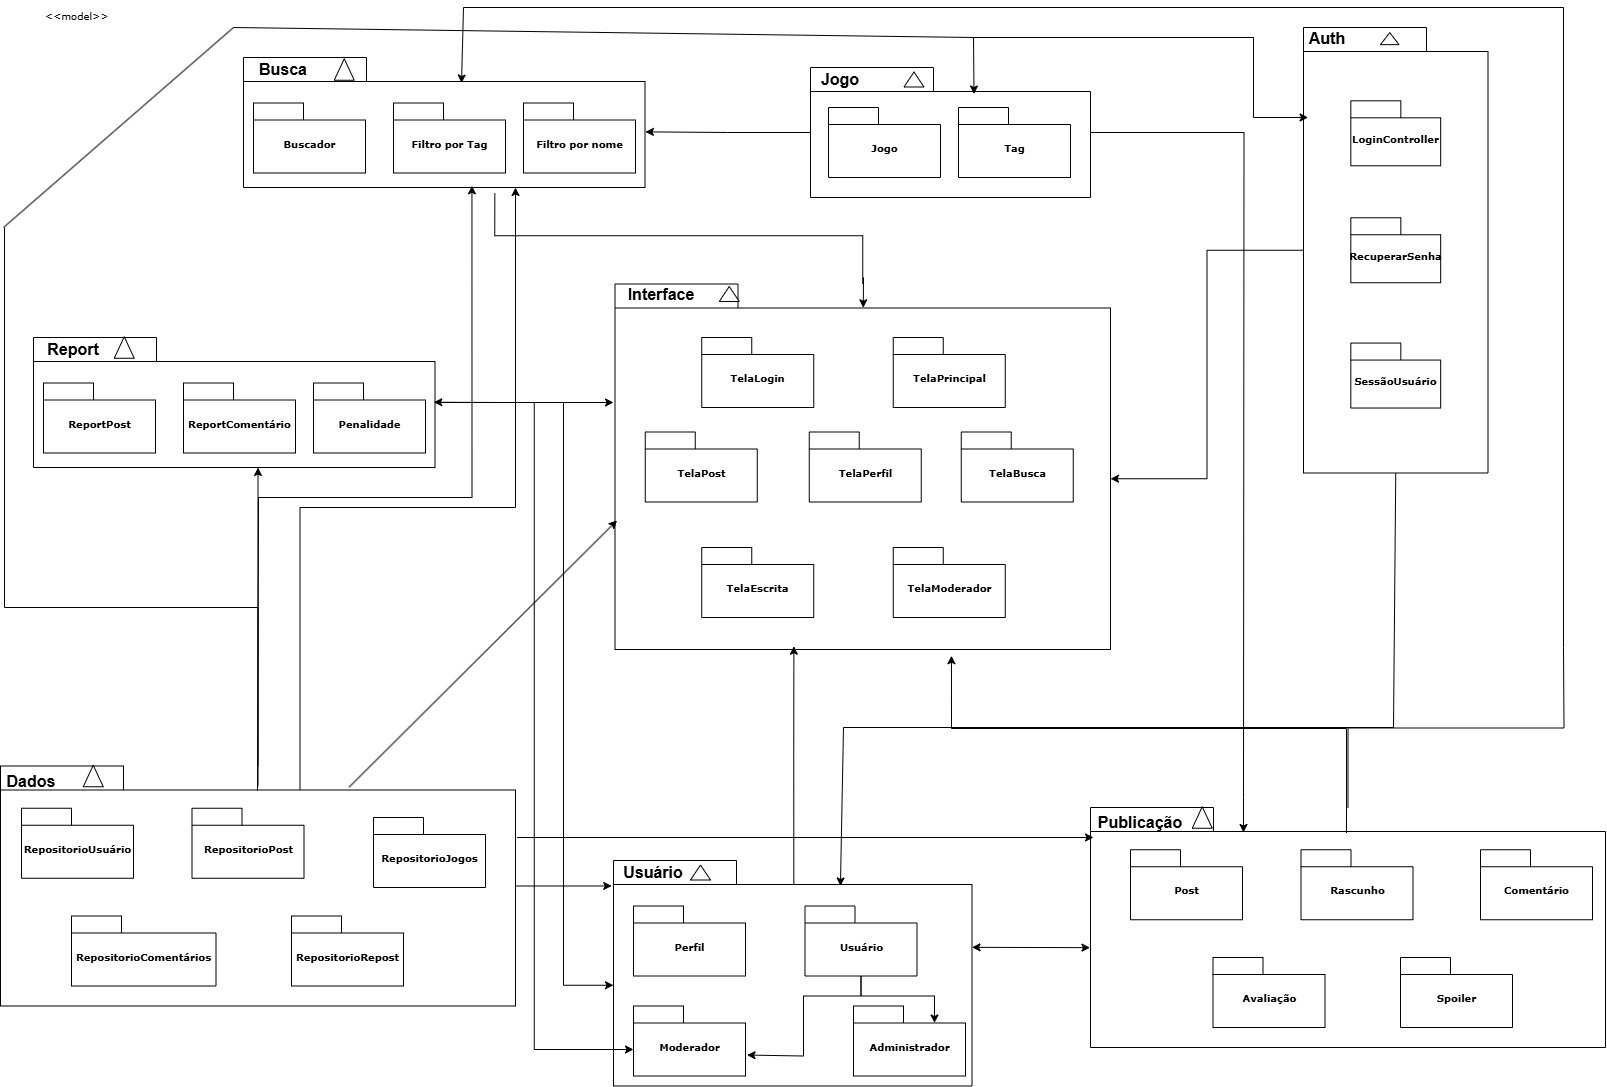 <<model>>
Busca
Buscador
Filtro por Tag
Filtro por nome
Jogo
Jogo
Tag
Auth
LoginController
RecuperarSenha
SessãoUsuário
Report
ReportPost
ReportComentário
Penalidade
Interface
TelaLogin
TelaPrincipal
TelaPost
TelaPerfil
TelaBusca
TelaEscrita
TelaModerador
Dados
RepositorioUsuário
RepositorioPost
RepositorioJogos
RepositorioComentários
RepositorioRepost
Usuário
Perfil
Usuário
Moderador
Administrador
Publicação
Post
Rascunho
Comentário
Avaliação
Spoiler